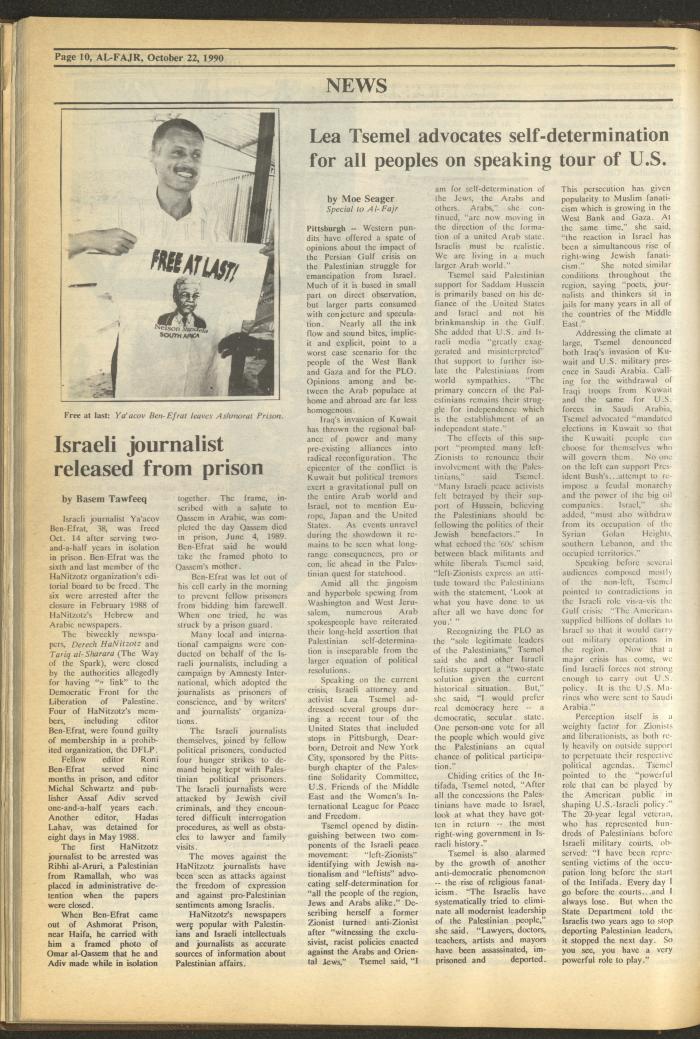 Page 10, AL-FAJR, October 22, 1990
NEWS
FREE AT LAST!
Nelson Mandela
SOUTH AFRICA
Free at last: Ya'acov Ben-Efrat leaves Ashmorat Prison.
Israeli journalist
released from prison
by Basem Tawfeeq
Israeli journalist Ya'acov
Ben-Efrat, 38, was freed
Oct. 14 after serving two-
and-a-half years in isolation
in prison. Ben-Efrat was the
sixth and last member of the
HaNitzotz organization's edi-
torial board to be freed. The
six were arrested after the
closure in February 1988 of
HaNitzotz's Hebrew and
Arabic newspapers.
The biweekly newspa-
pers, Derech HaNitzotz and
Tariq al-Sharara (The Way
of the Spark), were closed
by the authorities allegedly
for having "a link" to the
Democratic Front for the
Liberation of Palestine.
Four of HaNitzotz's mem-
bers, including editor
Ben-Efrat, were found guilty
of membership in a prohib-
ited organization, the DFLP.
Fellow editor Roni
Ben-Efrat served nine
months in prison, and editor
Michal Schwartz and pub-
lisher Assaf Adiv served
one-and-a-half years each.
Another editor, Hadas
Lahav, was detained for
eight days in May 1988.
The first HaNitzotz
journalist to be arrested was
Ribhi al-Aruri, a Palestinian
from Ramallah, who was
placed in administrative de-
tention when the papers
were closed.
When Ben-Efrat came
out of Ashmorat Prison,
near Haifa, he carried with
him a framed photo of
Omar al-Qassem that he and
Adiv made while in isolation
together. The frame, in-
scribed with a salute to
Qassem in Arabic, was com-
pleted the day Qassem died
in prison, June 4, 1989.
Ben-Efrat said he would
take the framed photo to
Qassem's mother.
Ben-Efrat was let out of
his cell early in the morning
to prevent fellow prisoners
from bidding him farewell.
When one tried, he was
struck by a prison guard.
Many local and interna-
tional campaigns were con-
ducted on behalf of the Is-
raeli journalists, including a
campaign by Amnesty Inter-
national, which adopted the
journalists as prisoners of
conscience, and by writers'
and journalists' organiza-
tions.
The Israeli journalists
themselves, joined by fellow
political prisoners, conducted
four hunger strikes to de-
mand being kept with Pales-
tinian political prisoners.
The Israeli journalists were
attacked by Jewish civil
criminals, and they encoun-
tered difficult interrogation
procedures, as well as obsta-
cles to lawyer and family
visits.
The moves against the
HaNitzotz journalists have
been seen as attacks against
the freedom of expression
and against pro-Palestinian
sentiments among Israelis.
HaNitzotz's newspapers
were popular with Palestin-
ians and Israeli intellectuals
and journalists as accurate
sources of information about
Palestinian affairs.
Lea Tsemel advocates self-determination
for all peoples on speaking tour of U.S.
by Moe Seager
Special to Al-Fajr
Pittsburgh -- Western pun-
dits have offered a spate of
opinions about the impact of
the Persian Gulf crisis on
the Palestinian struggle for
emancipation from Israel.
Much of it is based in small
part on direct observation,
but larger parts consumed
with conjecture and specula-
tion. Nearly all the ink
flow and sound bites, implic-
it and explicit, point to a
worst case scenario for the
people of the West Bank
and Gaza and for the PLO.
Opinions among and be-
tween the Arab populace at
home and abroad are far less
homogenous.
Iraq's invasion of Kuwait
has thrown the regional bal-
ance of power and many
pre-existing alliances into
radical reconfiguration. The
epicenter of the conflict is
Kuwait but political tremors
exert a gravitational pull on
the entire Arab world and
Israel, not to mention Eu-
rope, Japan and the United
States. As events unravel
during the showdown it re-
mains to be seen what long-
range consequences, pro or
con, lie ahead in the Pales-
tinian quest for statehood.
Amid all the jingoism
and hyperbole spewing from
Washington and West Jeru-
salem, numerous Arab
spokespeople have reiterated
their long-held assertion that
Palestinian self-determina-
tion is inseparable from the
larger equation of political
resolutions.
Speaking on the current
crisis, Israeli attorney and
activist Lea Tsemel ad-
dressed several groups dur-
ing a recent tour of the
United States that included
stops in Pittsburgh, Dear-
born, Detroit and New York
City, sponsored by the Pitts-
burgh chapter of the Pales-
tine Solidarity Committee,
U.S. Friends of the Middle
East and the Women's In-
ternational League for Peace
and Freedom.
Tsemel opened by distin-
guishing between two com-
ponents of the Israeli peace
movement: "left-Zionists"
identifying with Jewish na-
tionalism and "leftists" advo-
cating self-determination for
"all the people of the region,
Jews and Arabs alike." De-
scribing herself a former
Zionist turned anti-Zionist
after "witnessing the exclu-
sivist, racist policies enacted
against the Arabs and Orien-
tal Jews," Tsemel said, "I
am for self-determination of
the Jews, the Arabs and
others. Arabs," she con-
tinued, "are now moving in
the direction of the forma-
tion of a united Arab state.
Israelis must be realistic.
We are living in a much
larger Arab world."
Tsemel said Palestinian
support for Saddam Hussein
is primarily based on his de-
fiance of the United States
and Israel and not his
brinkmanship in the Gulf.
She added that U.S. and Is-
raeli media "greatly exag-
gerated and misinterpreted"
that support to further iso-
late the Palestinians from
world sympathies. "The
primary concern of the Pal-
estinians remains their strug-
gle for independence which
is the establishment of an
independent state."
The effects of this sup-
port "prompted many left-
Zionists to renounce their
involvement with the Pales-
tinians," said Tsemel.
"Many Israeli peace activists
felt betrayed by their sup-
port of Hussein, believing
the Palestinians should be
following the politics of their
Jewish benefactors." In
what echoed the '60s' schism
between black militants and
white liberals Tsemel said,
"left-Zionists express an atti-
tude toward the Palestinians
with the statement, 'Look at
what you have done to us
after all we have done for
you.' "
Recognizing the PLO as
the "sole legitimate leaders
of the Palestinians," Tsemel
said she and other Israeli
leftists support a "two-state
solution given the current
historical situation. But,"
she said, "I would prefer
real democracy here -- a
democratic, secular state.
One person-one vote for all
the people which would give
the Palestinians an equal
chance of political participa-
tion."
Chiding critics of the In-
tifada, Tsemel noted, "After
all the concessions the Pales-
tinians have made to Israel,
look at what they have got-
ten in return -- the most
right-wing government in Is-
raeli history."
Tsemel is also alarmed
by the growth of another
anti-democratic phenomenon
-- the rise of religious fanat-
icism. "The Israelis have
systematically tried to elimi-
nate all modernist leadership
of the Palestinian people,"
she said. "Lawyers, doctors,
teachers, artists and mayors
have been assassinated, im-
prisoned and deported.
This persecution has given
popularity to Muslim fanati-
cism which is growing in the
West Bank and Gaza. At
the same time," she said,
"the reaction in Israel has
been a simultaneous rise of
right-wing Jewish fanati-
cism." She noted similar
conditions throughout the
region, saying "poets, jour-
nalists and thinkers sit in
jails for many years in all of
the countries of the Middle
East."
Addressing the climate at
large, Tsemel denounced
both Iraq's invasion of Ku-
wait and U.S. military pres-
ence in Saudi Arabia. Call-
ing for the withdrawal of
Iraqi troops from Kuwait
and the same for U.S.
forces in Saudi Arabia,
Tsemel advocated "mandated
elections in Kuwait so that
the Kuwaiti people can
choose for themselves who
will govern them. No one
on the left can support Pres-
ident Bush's...attempt to re-
impose a feudal monarchy
and the power of the big oil
companies. Israel," she
added, "must also withdraw
from its occupation of the
Syrian Golan Heights,
southern Lebanon, and the
occupied territories."
Speaking before several
audiences composed mostly
of the non-left, Tsemel
pointed to contradictions in
the Israeli role vis-a-vis the
Gulf crisis: "The Americans
supplied billions of dollars to
Israel so that it would carry
out military operations in
the region. Now that a
major crisis has come, we
find Israeli forces not strong
enough to carry out U.S.
policy. It is the U.S. Ma-
rines who were sent to Saudi
Arabia."
Perception itself is a
weighty factor for Zionists
and liberationists, as both re-
ly heavily on outside support
to perpetuate their respective
political agendas. Tsemel
pointed to the "powerful
role that can be played by
the American public in
shaping U.S.-Israeli policy."
The 20-year legal veteran,
who has represented hun-
dreds of Palestinians before
Israeli military courts, ob-
served: "I have been repre-
senting victims of the occu-
pation long before the start
of the Intifada. Every day I
go before the courts...and I
always lose. But when the
State Department told the
Israelis two years ago to stop
deporting Palestinian leaders,
it stopped the next day. So
you see, you have a very
powerful role to play."